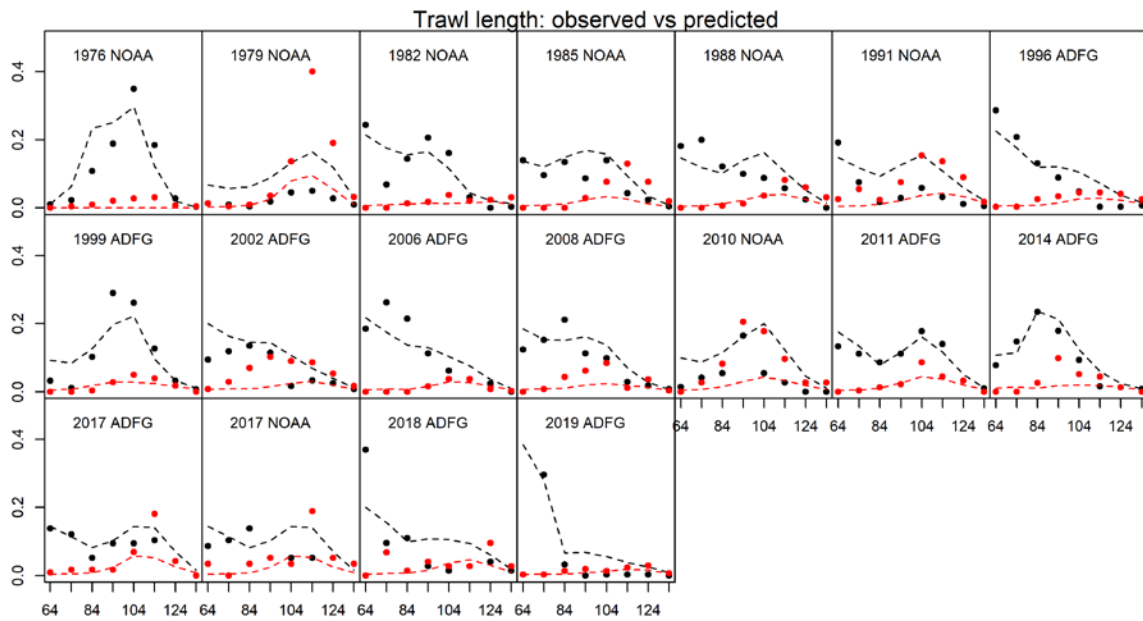 Trawl length: observed vs predicted
1976 NOAA 1979 NOAA 1982 NOAA 1985 NOAA 1988 NOAA 1991 NOAA 1996 ADFG
0.4
0.2
0.0
1999 ADFG 2002 ADFG 2006 ADFG 2008 ADFG 2010 NOAA 2011 ADFG 2014 ADFG
0.4
0.2
0.0
64 84 104 124 64 84 104 124 64 84 104 124
2017 ADFG 2017 NOAA 2018 ADFG 2019 ADFG
0.4
0.2
0.0
64 84 104 124 64 84 104 124 64 84 104 124 64 84 104 124